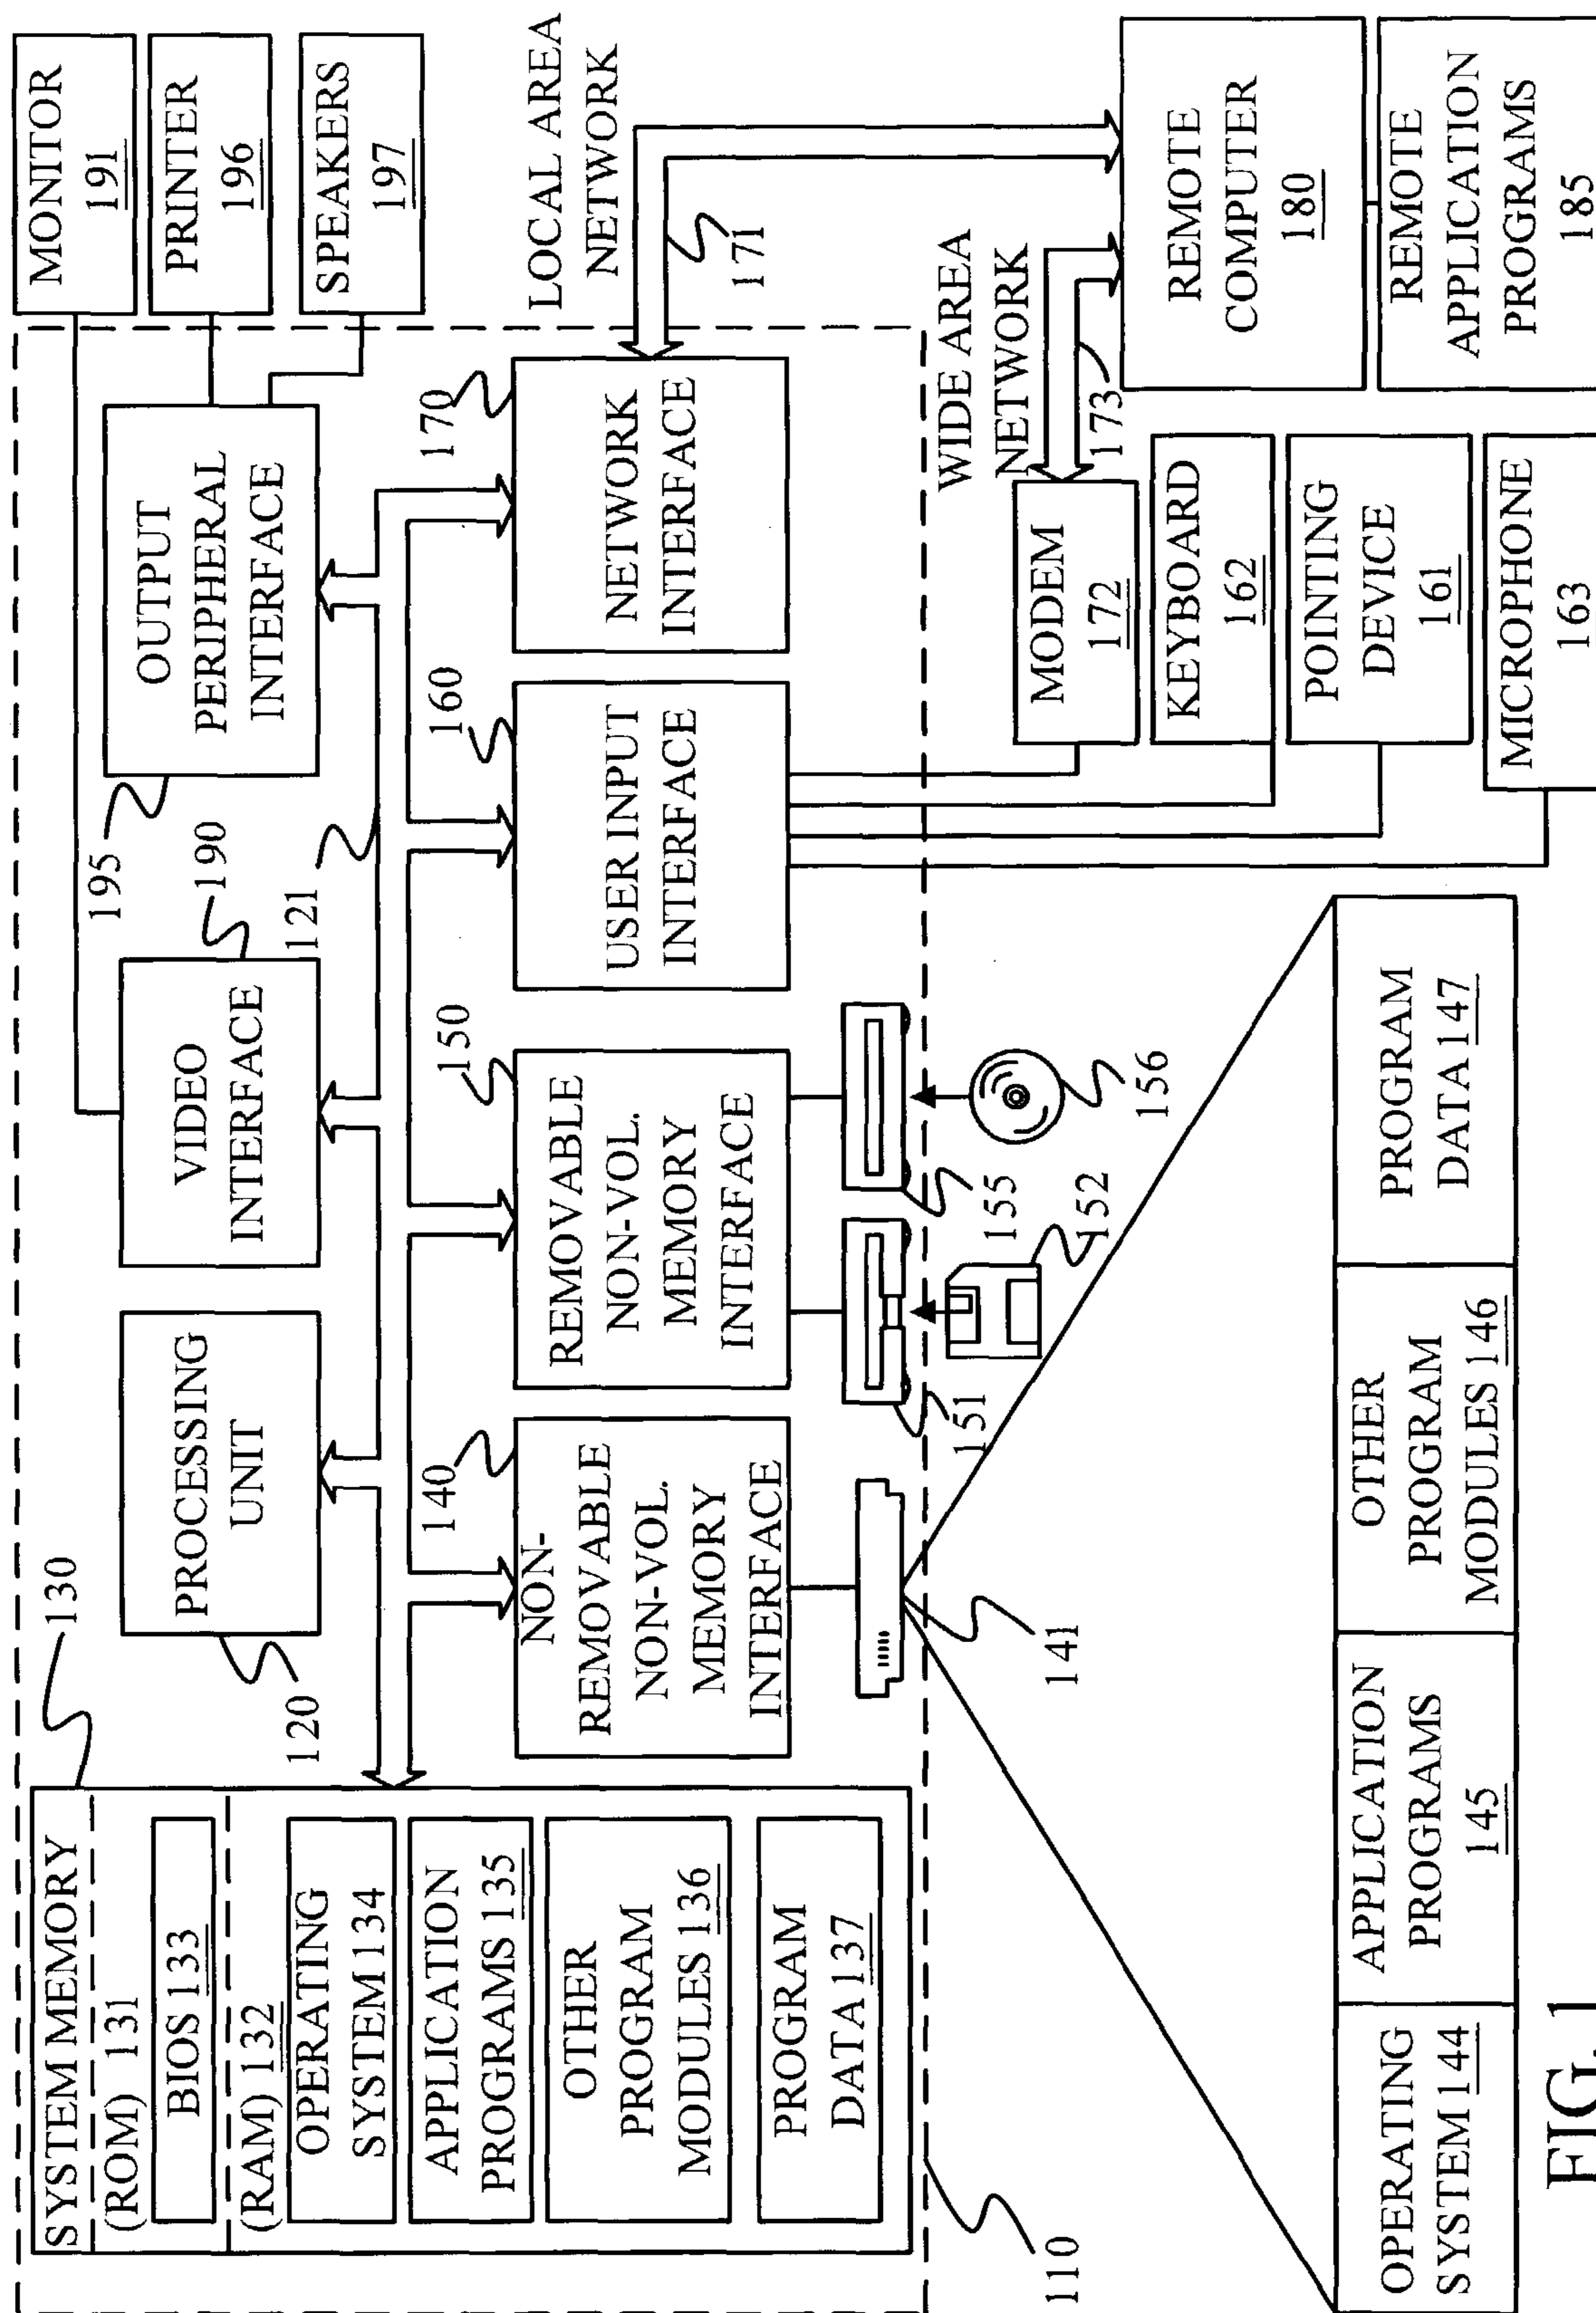 SYSTEM MEMORY
(ROM) 131
BIOS 133
(RAM) 132
OPERATING
SYSTEM 134
APPLICATION
PROGRAMS 135
OTHER
PROGRAM
MODULES 136
PROGRAM
DATA 137
130
PROCESSING
UNIT
120
VIDEO
INTERFACE
190
OUTPUT
PERIPHERAL
INTERFACE
195
121
MONITOR
191
PRINTER
196
SPEAKERS
197
NON-
REMOVABLE
NON-VOL.
MEMORY
INTERFACE
140
REMOVABLE
NON-VOL.
MEMORY
INTERFACE
150
USER INPUT
INTERFACE
160
NETWORK
INTERFACE
170
LOCAL AREA
NETWORK
171
141
151
152
155
156
110
WIDE AREA
NETWORK
173
MODEM
172
KEYBOARD
162
POINTING
DEVICE
161
MICROPHONE
163
REMOTE
COMPUTER
180
REMOTE
APPLICATION
PROGRAMS
185
OPERATING
SYSTEM 144
APPLICATION
PROGRAMS
145
OTHER
PROGRAM
MODULES 146
PROGRAM
DATA 147
FIG. 1